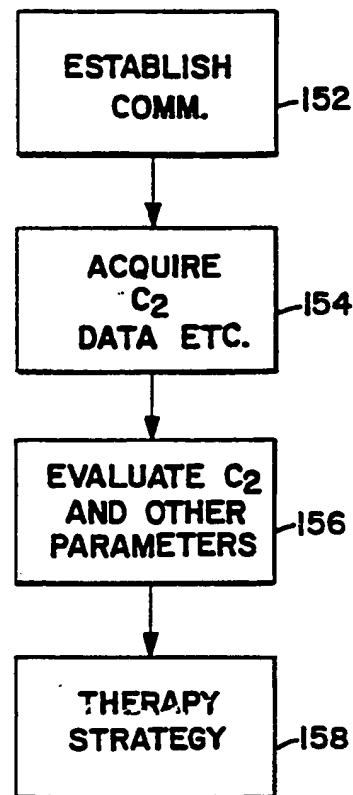 ESTABLISH
COMM.
152
ACQUIRE
C₂
DATA ETC.
154
EVALUATE C₂
AND OTHER
PARAMETERS
156
THERAPY
STRATEGY
158